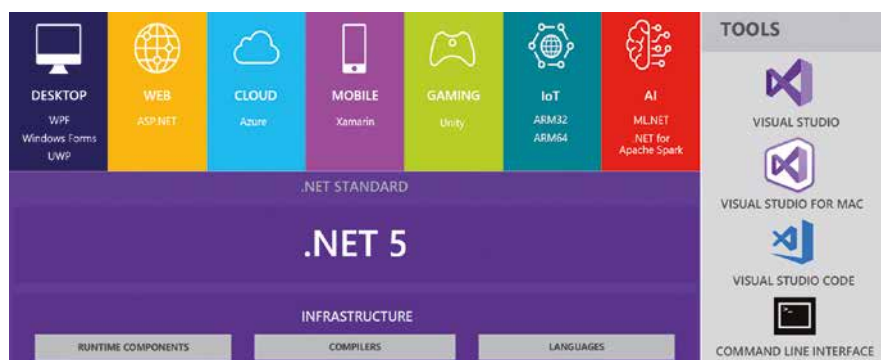 DESKTOP
WPF
Windows Forms
UWP
WEB
ASP.NET
CLOUD
Azure
MOBILE
Xamarin
GAMING
Unity
IoT
ARM32
ARM64
AI
ML.NET
.NET for
Apache Spark
.NET STANDARD
.NET 5
INFRASTRUCTURE
RUNTIME COMPONENTS
COMPILERS
LANGUAGES
TOOLS
VISUAL STUDIO
VISUAL STUDIO FOR MAC
VISUAL STUDIO CODE
COMMAND LINE INTERFACE